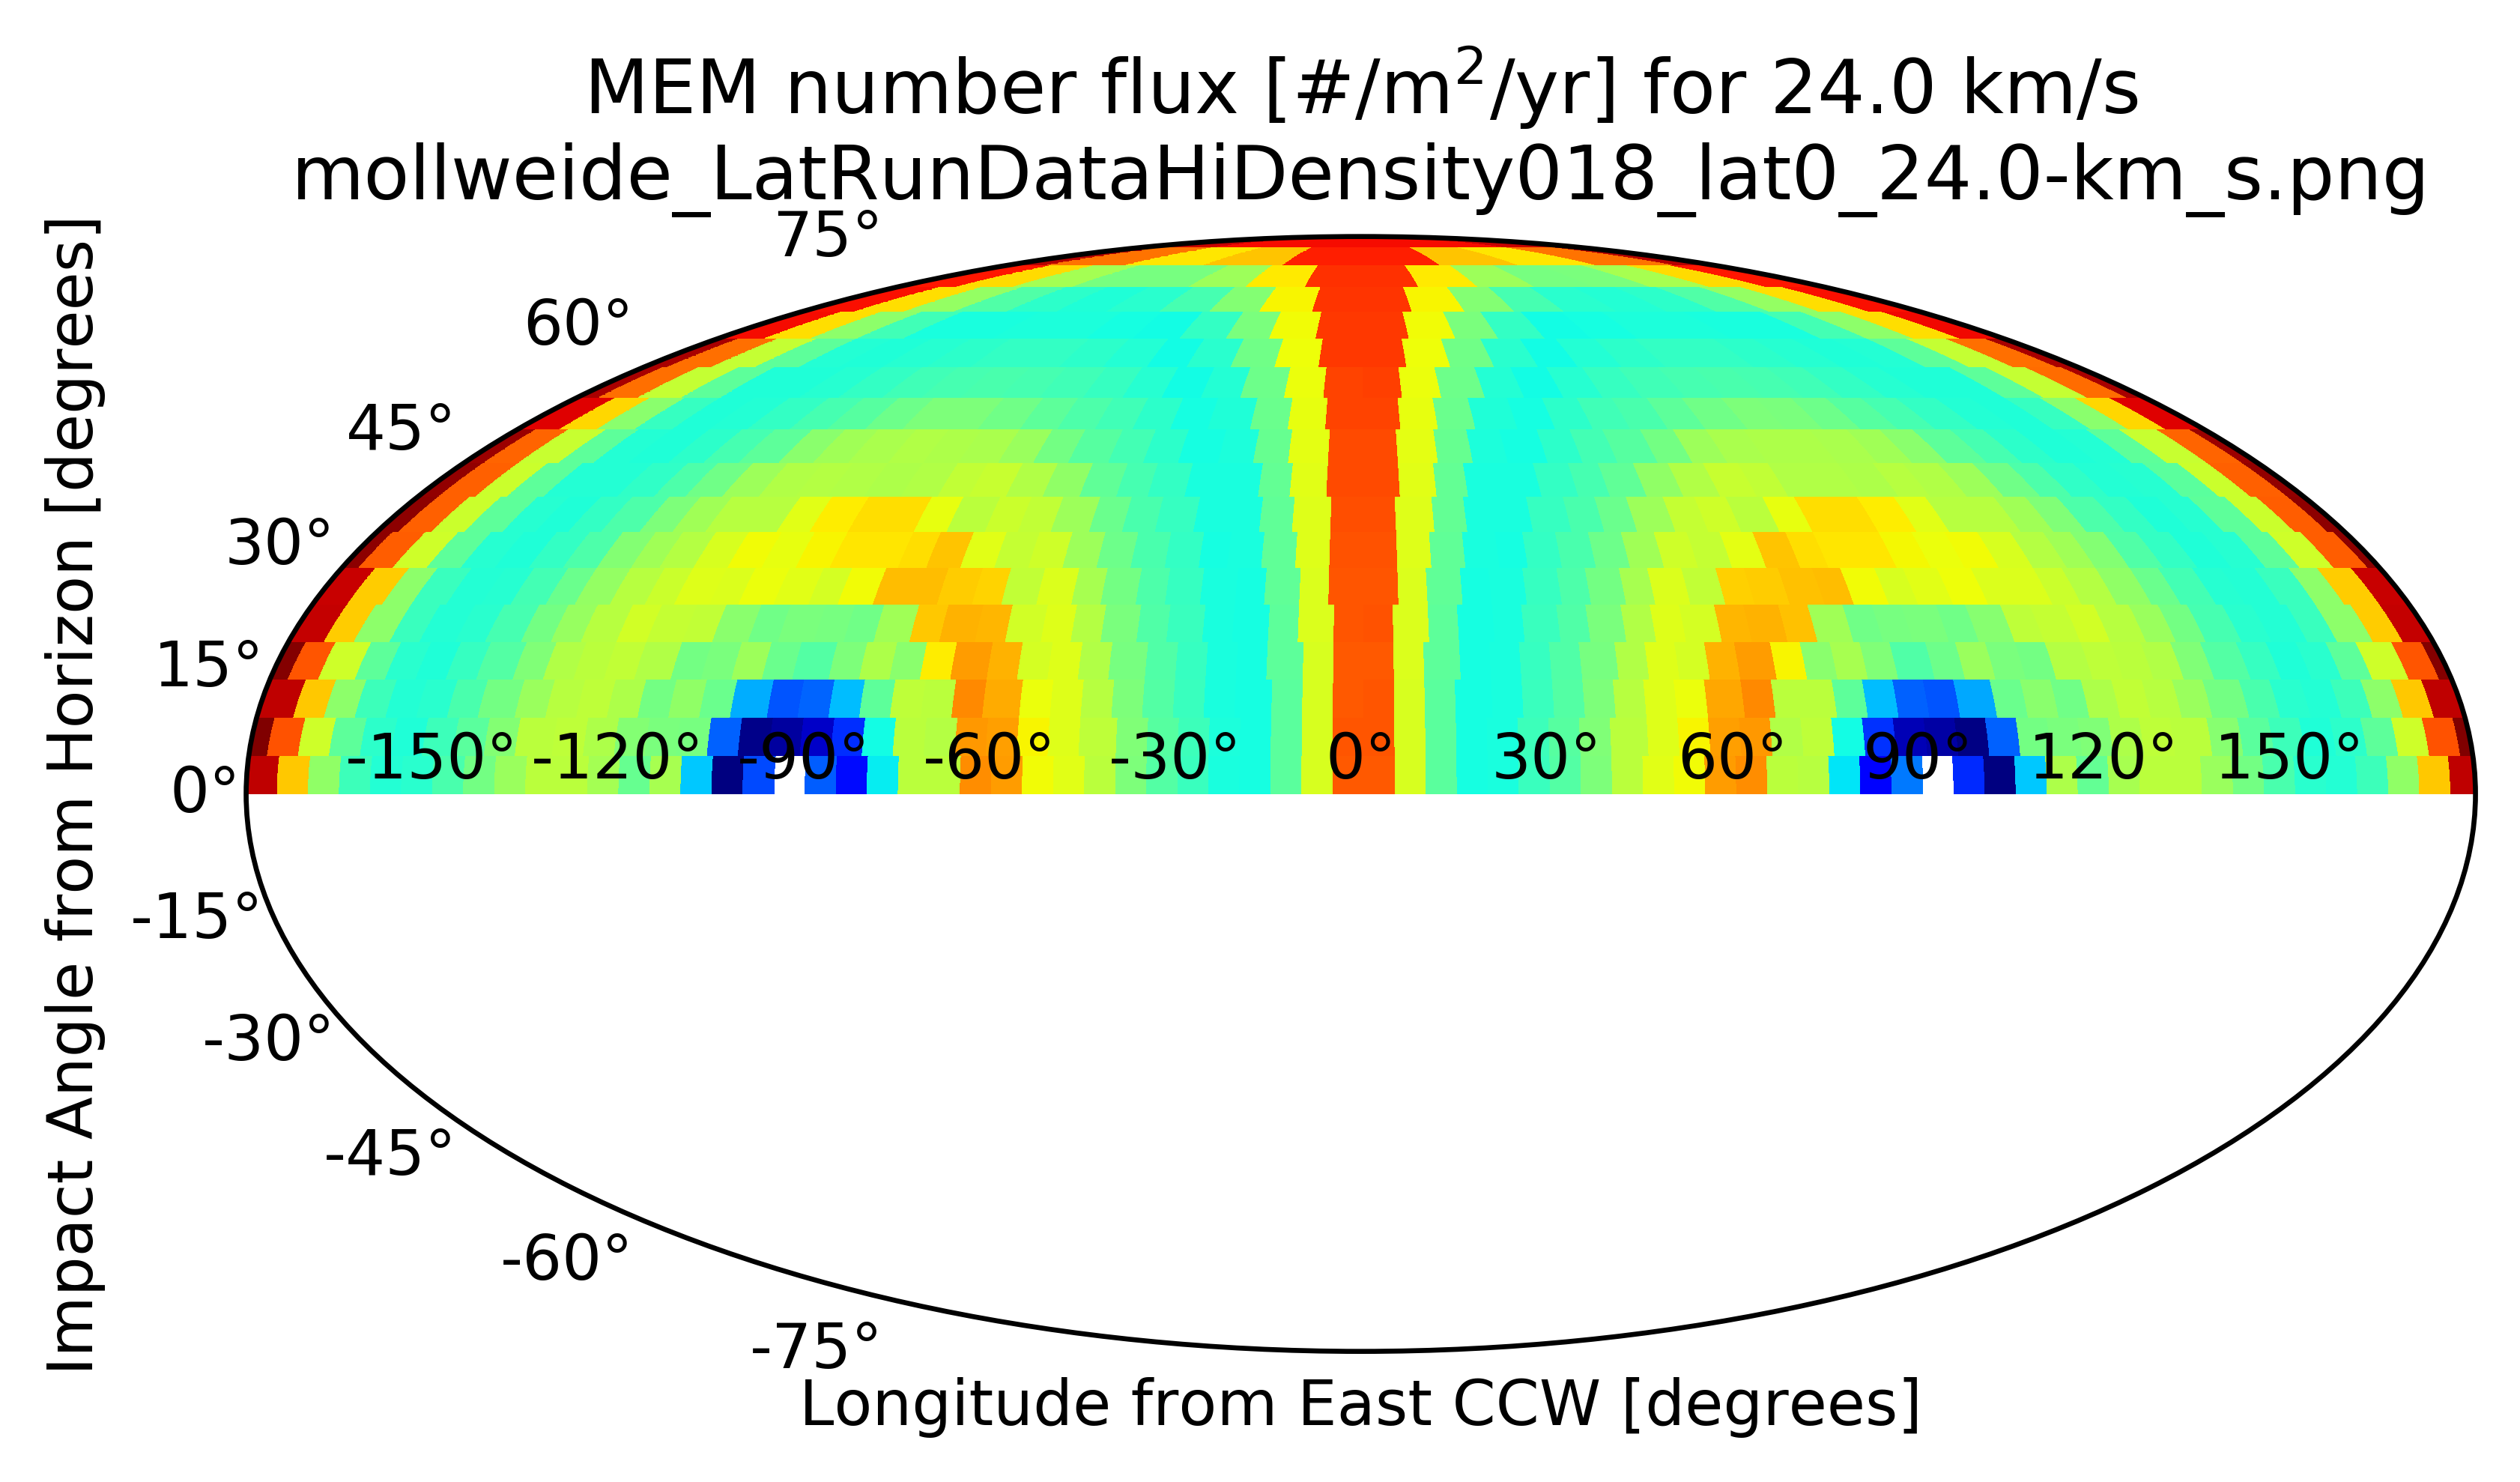 MEM number flux [#/m²/yr] for 24.0 km/s
mollweide_LatRunDataHiDensity018_lat0_24.0-km_s.png
Impact Angle from Horizon [degrees]
75°
60°
45°
30°
15°
0°
-15°
-30°
-45°
-60°
-75°
-150° -120° -90° -60° -30° 0° 30° 60° 90° 120° 150°
Longitude from East CCW [degrees]